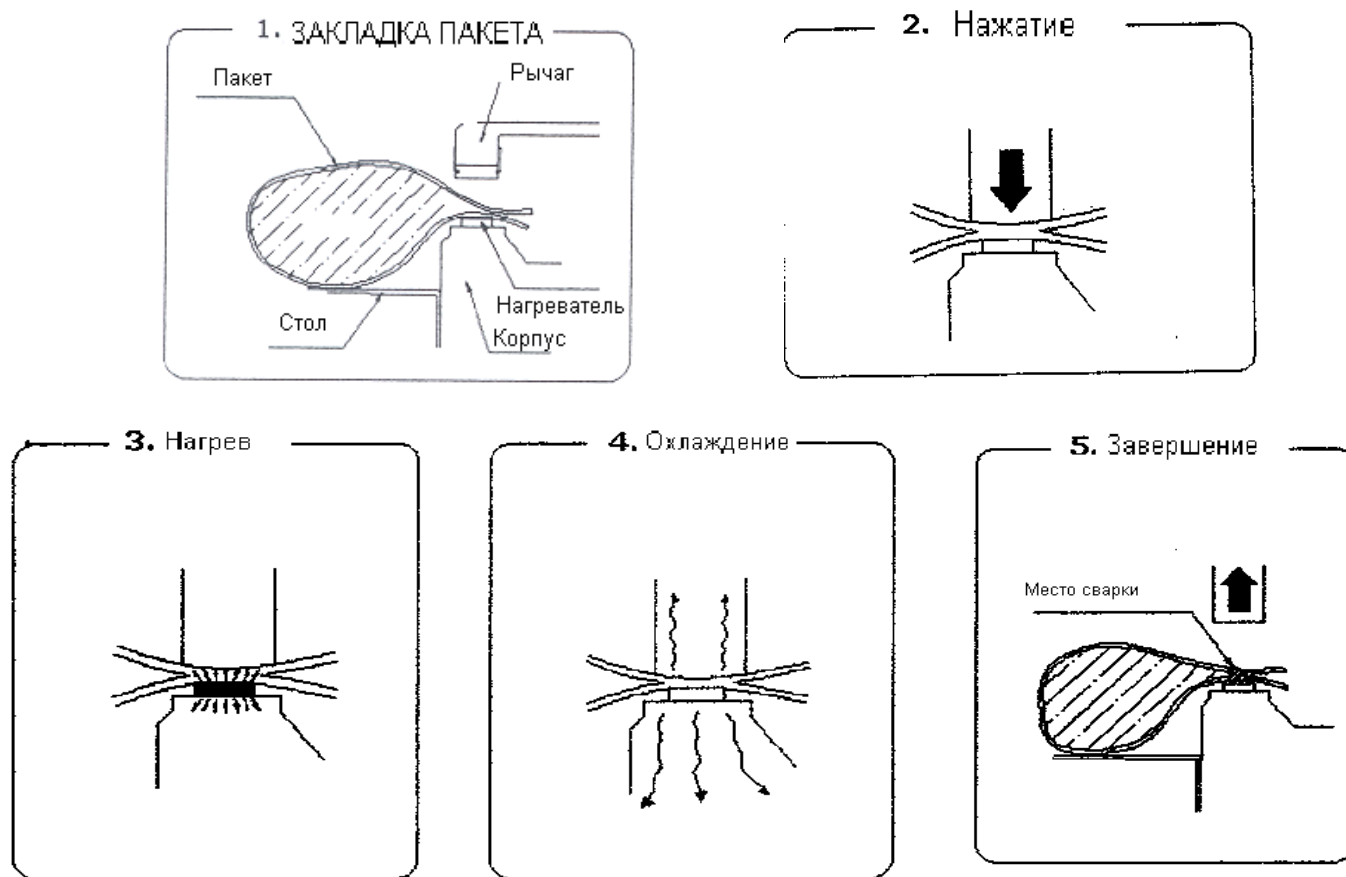 1. ЗАКЛАДКА ПАКЕТА
Пакет
Рычаг
Нагреватель
Стол
Корпус
2. Нажатие
3. Нагрев
4. Охлаждение
5. Завершение
Место сварки